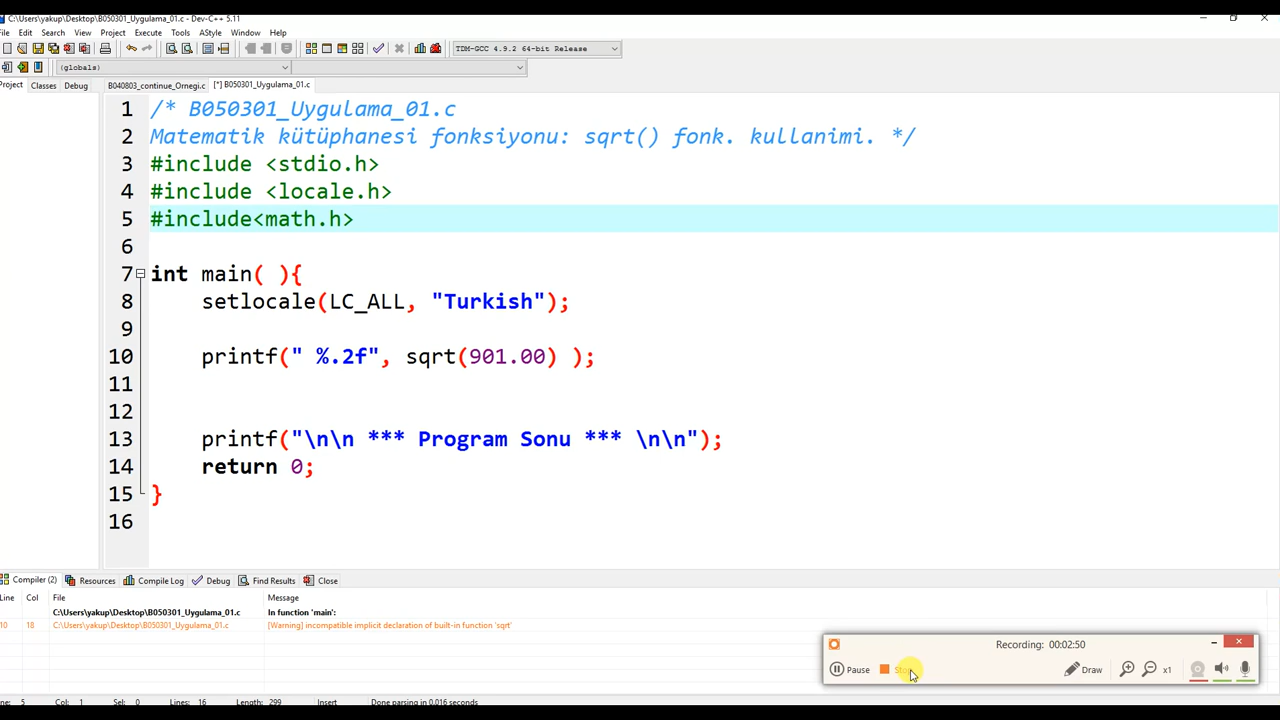 C:\Users\yakup\Desktop\B050301_Uygulama_01.c - Dev-C++ 5.11
File Edit Search View Project Execute Tools AStyle Window Help
TDM-GCC 4.9.2 64-bit Release
(globals)
Project Classes Debug B040803_continue_Ornegi.c [*] B050301_Uygulama_01.c
1 /* B050301_Uygulama_01.c
2 Matematik kütüphanesi fonksiyonu: sqrt() fonk. kullanimi. */
3 #include <stdio.h>
4 #include <locale.h>
5 #include<math.h>
6
7 int main( ){
8 setlocale(LC_ALL, "Turkish");
9
10 printf(" %.2f", sqrt(901.00) );
11
12
13 printf("\n\n *** Program Sonu *** \n\n");
14 return 0;
15 }
16
Compiler (2) Resources Compile Log Debug Find Results Close
Line Col File Message
C:\Users\yakup\Desktop\B050301_Uygulama_01.c In function 'main':
10 18 C:\Users\yakup\Desktop\B050301_Uygulama_01.c [Warning] incompatible implicit declaration of built-in function 'sqrt'
Recording: 00:02:50
Pause Stop Draw x1
Line: 5 Col: 1 Sel: 0 Lines: 16 Length: 299 Insert Done parsing in 0.016 seconds